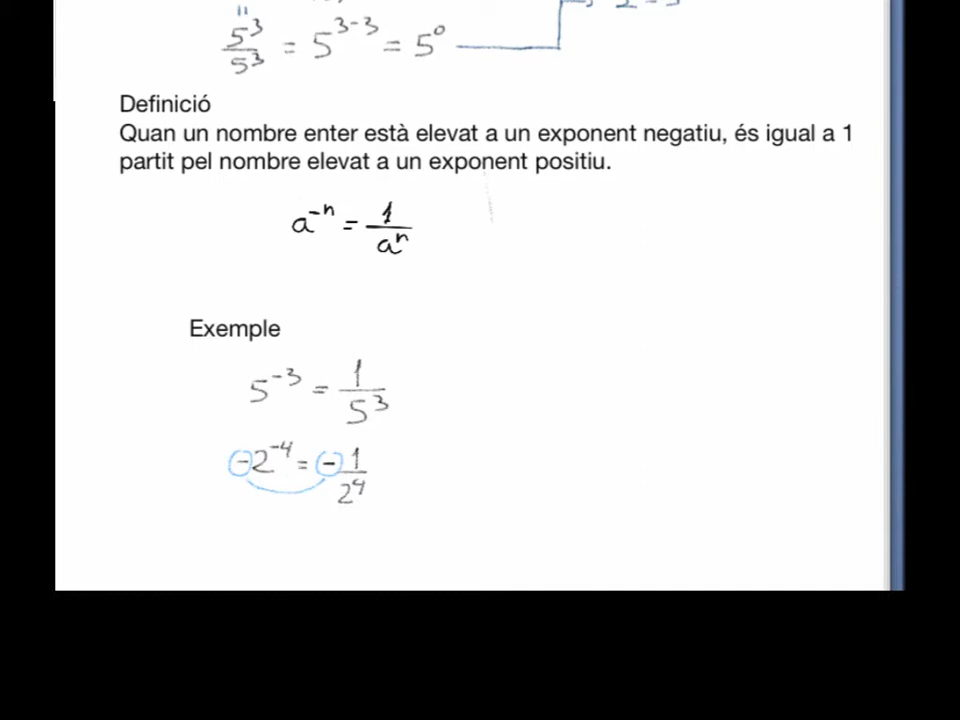 "
5³/5³ = 5³⁻³ = 5⁰
Definició
Quan un nombre enter està elevat a un exponent negatiu, és igual a 1
partit pel nombre elevat a un exponent positiu.
a⁻ⁿ = 1/aⁿ
Exemple
5⁻³ = 1/5³
-2⁻⁴ = - 1/2⁴